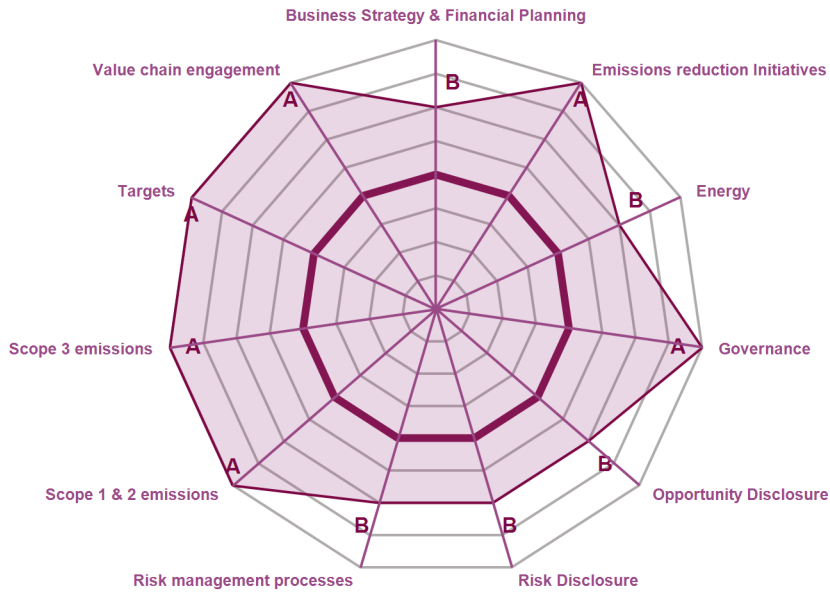 Business Strategy & Financial Planning
Value chain engagement
Emissions reduction Initiatives
B
A
A
Targets
Energy
A
B
Scope 3 emissions
A
A
Governance
A
B
Scope 1 & 2 emissions
Opportunity Disclosure
B
B
Risk management processes
Risk Disclosure